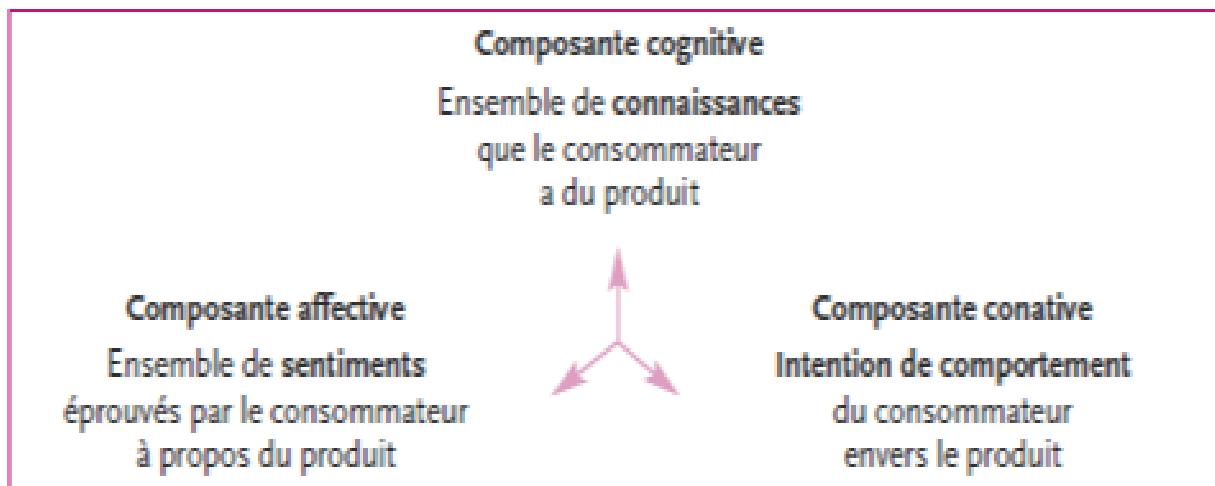 Composante cognitive
Ensemble de connaissances
que le consommateur
a du produit
Composante affective
Ensemble de sentiments
éprouvés par le consommateur
à propos du produit
Composante conative
Intention de comportement
du consommateur
envers le produit